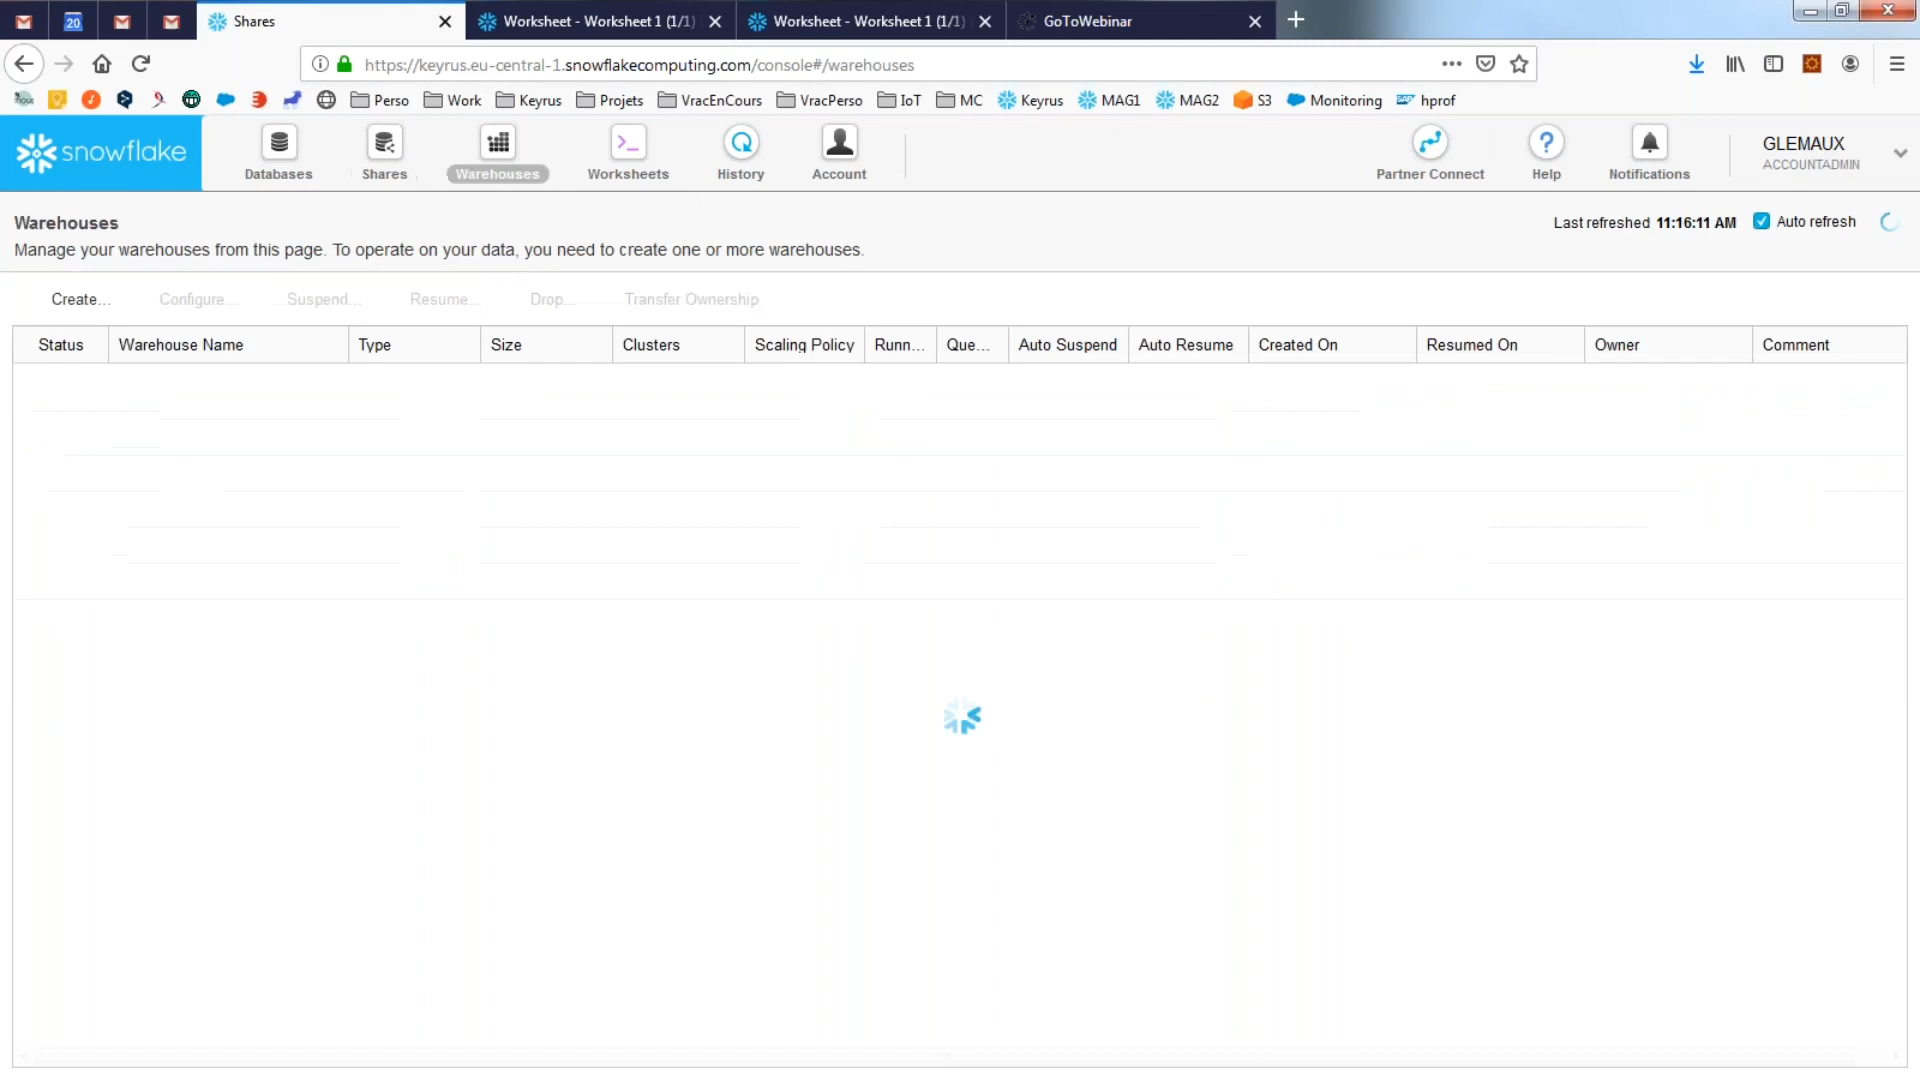 20 Shares Worksheet - Worksheet 1 (1/1) Worksheet - Worksheet 1 (1/1) GoToWebinar
https://keyrus.eu-central-1.snowflakecomputing.com/console#/warehouses
Perso Work Keyrus Projets VracEnCours VracPerso IoT MC Keyrus MAG1 MAG2 S3 Monitoring SAP hprof
snowflake
Databases Shares Warehouses Worksheets History Account Partner Connect Help Notifications
GLEMAUX
ACCOUNTADMIN
Warehouses
Last refreshed 11:16:11 AM Auto refresh
Manage your warehouses from this page. To operate on your data, you need to create one or more warehouses.
Create... Configure... Suspend... Resume... Drop... Transfer Ownership
Status Warehouse Name Type Size Clusters Scaling Policy Runn... Que... Auto Suspend Auto Resume Created On Resumed On Owner Comment